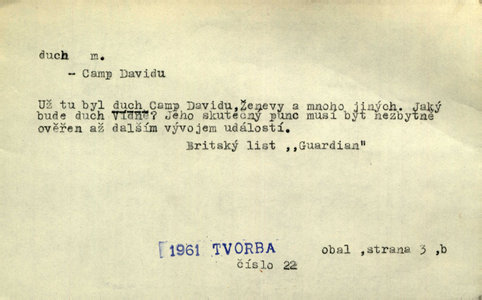 duch m.
- Camp Davidu
Už tu byl duch Camp Davidu, Ženevy a mnoho jiných. Jaký
bude duch Vídně? Jeho skutečný punc musí být nezbytně
ověřen až dalším vývojem událostí.
Britský list ,,Guardian"
[1961 TVORBA obal ,strana 3 ,b
číslo 22